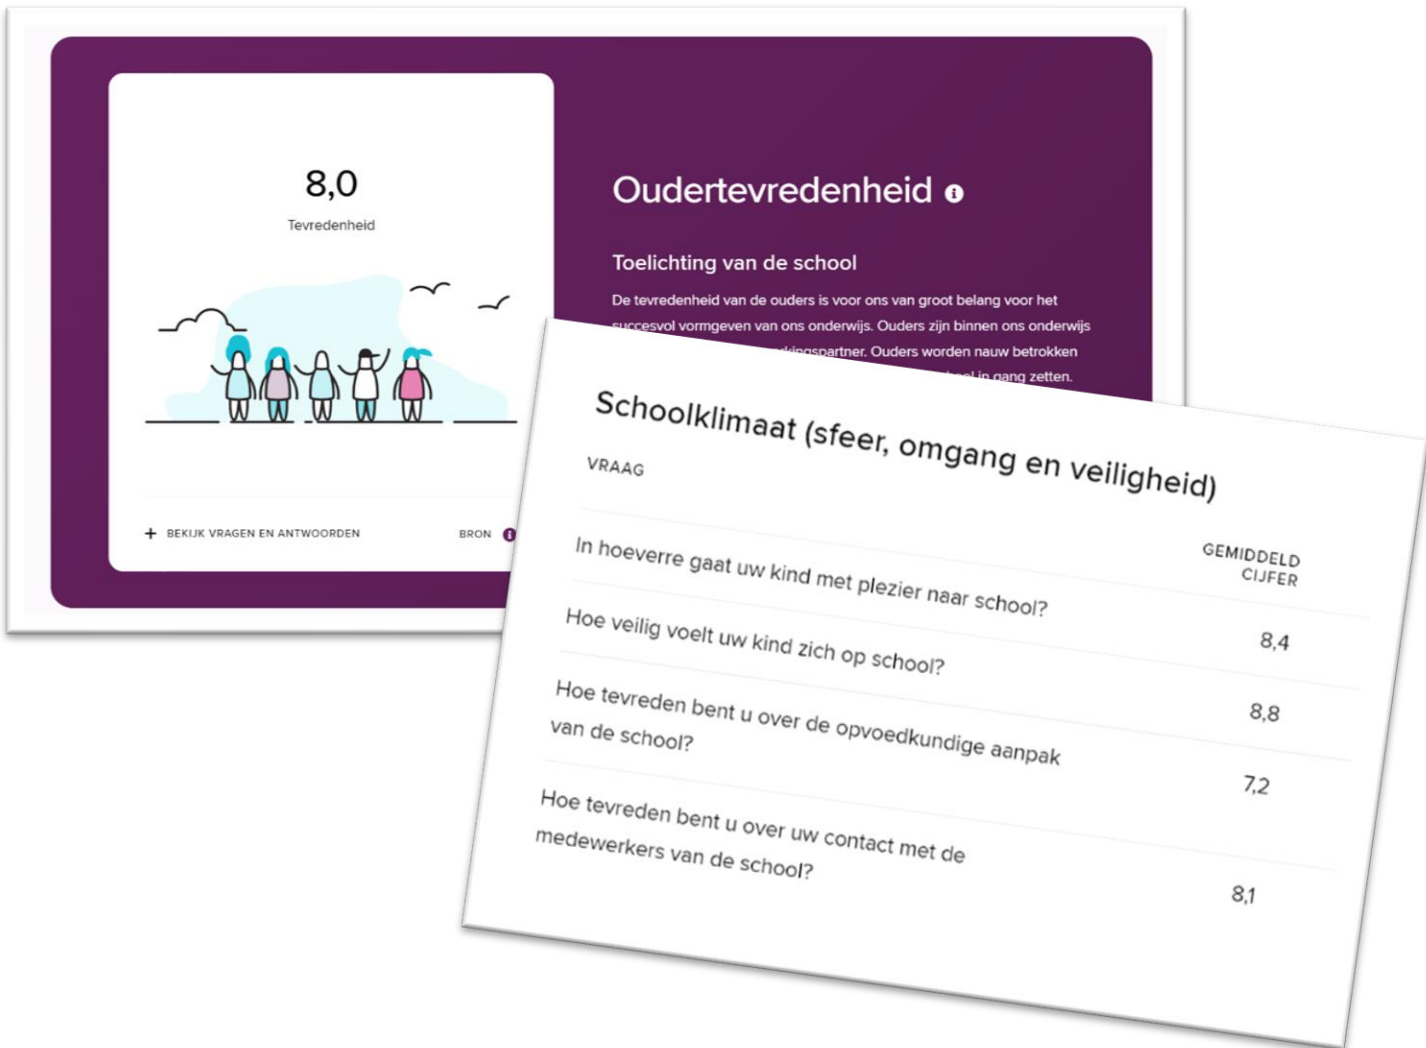 8,0
Tevredenheid
+ BEKIJK VRAGEN EN ANTWOORDEN
BRON
Oudertevredenheid
Toelichting van de school
De tevredenheid van de ouders is voor ons van groot belang voor het
succesvol vormgeven van ons onderwijs. Ouders zijn binnen ons onderwijs
Ouders worden nauw betrokken
in gang zetten.
Schoolklimaat (sfeer, omgang en veiligheid)
VRAAG
GEMIDDELD
CIJFER
In hoeverre gaat uw kind met plezier naar school?
8,4
Hoe veilig voelt uw kind zich op school?
8,8
Hoe tevreden bent u over de opvoedkundige aanpak
van de school?
7,2
Hoe tevreden bent u over uw contact met de
medewerkers van de school?
8,1